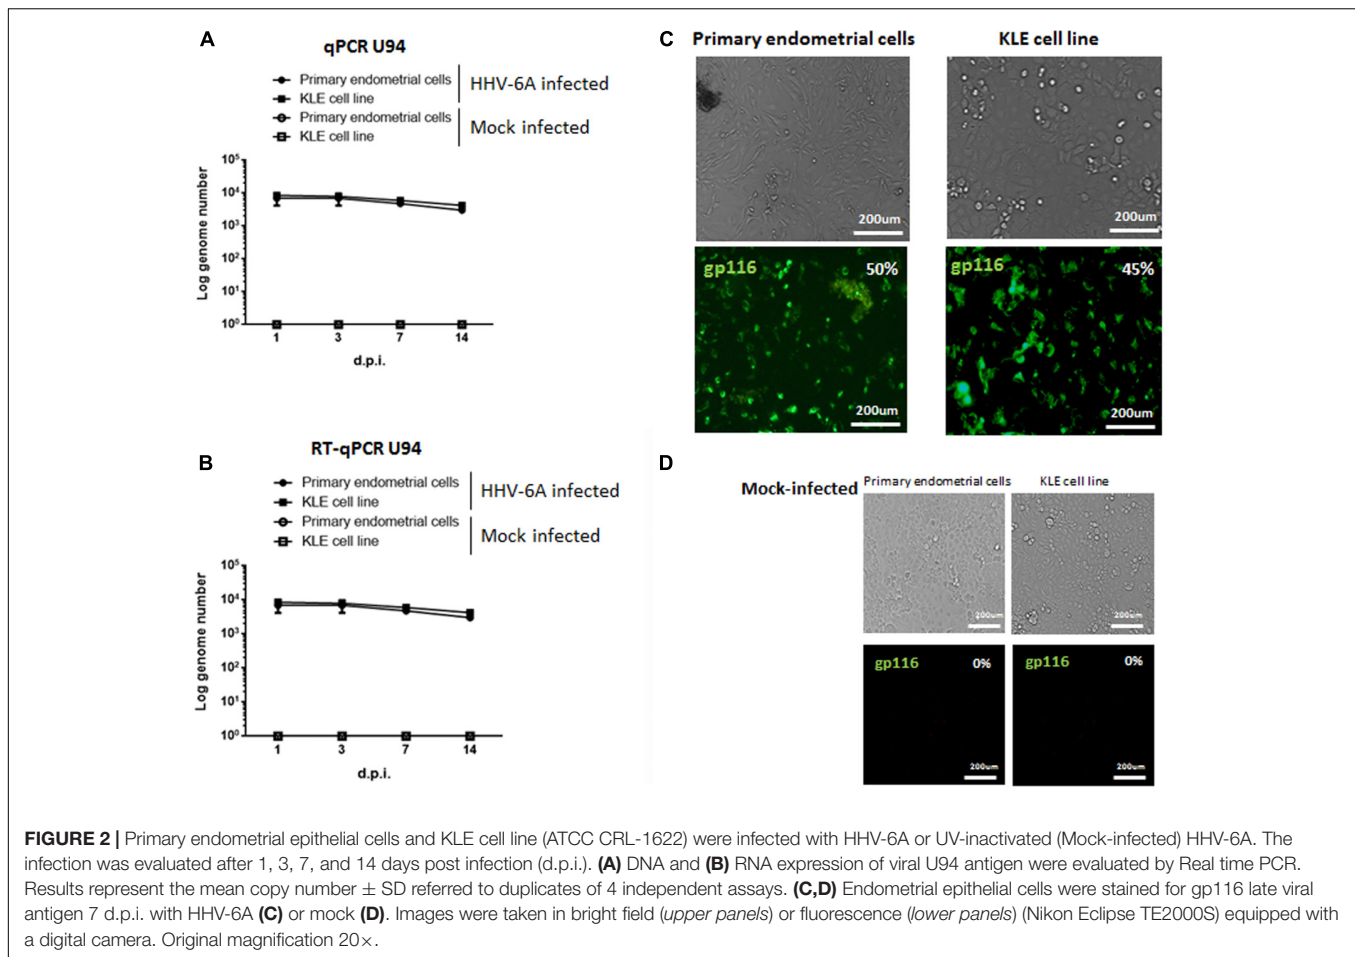 A
qPCR U94
Primary endometrial cells
KLE cell line
HHV-6A infected
Primary endometrial cells
KLE cell line
Mock infected
Log genome number
10⁵
10⁴
10³
10²
10¹
10⁰
1 3 7 14
d.p.i.
B
RT-qPCR U94
Primary endometrial cells
KLE cell line
HHV-6A infected
Primary endometrial cells
KLE cell line
Mock infected
Log genome number
10⁵
10⁴
10³
10²
10¹
10⁰
1 3 7 14
d.p.i.
C
Primary endometrial cells KLE cell line
200um 200um
gp116 50% gp116 45%
200um 200um
D
Mock-infected Primary endometrial cells KLE cell line
200um 200um
gp116 0% gp116 0%
200um 200um
FIGURE 2 | Primary endometrial epithelial cells and KLE cell line (ATCC CRL-1622) were infected with HHV-6A or UV-inactivated (Mock-infected) HHV-6A. The
infection was evaluated after 1, 3, 7, and 14 days post infection (d.p.i.). (A) DNA and (B) RNA expression of viral U94 antigen were evaluated by Real time PCR.
Results represent the mean copy number ± SD referred to duplicates of 4 independent assays. (C,D) Endometrial epithelial cells were stained for gp116 late viral
antigen 7 d.p.i. with HHV-6A (C) or mock (D). Images were taken in bright field (upper panels) or fluorescence (lower panels) (Nikon Eclipse TE2000S) equipped with
a digital camera. Original magnification 20×.